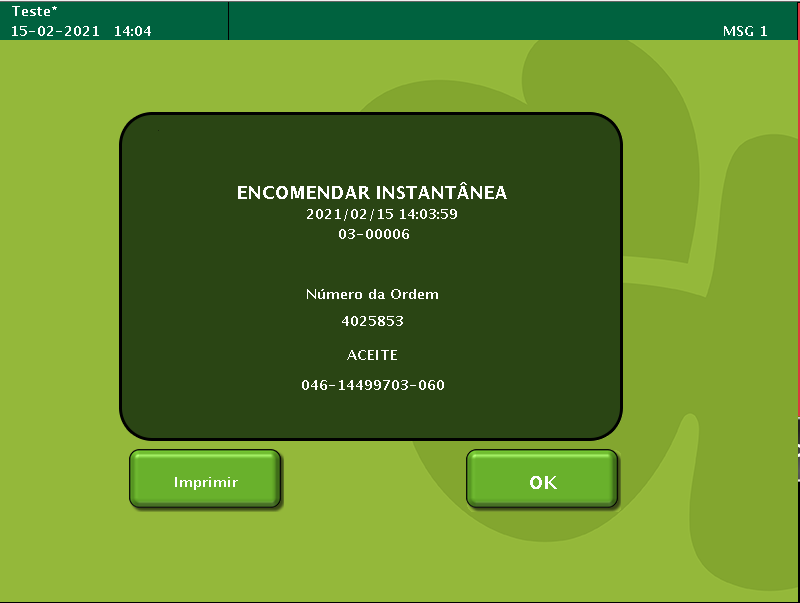 Teste*
15-02-2021 14:04
MSG 1
ENCOMENDAR INSTANTÂNEA
2021/02/15 14:03:59
03-00006
Número da Ordem
4025853
ACEITE
046-14499703-060
Imprimir
OK